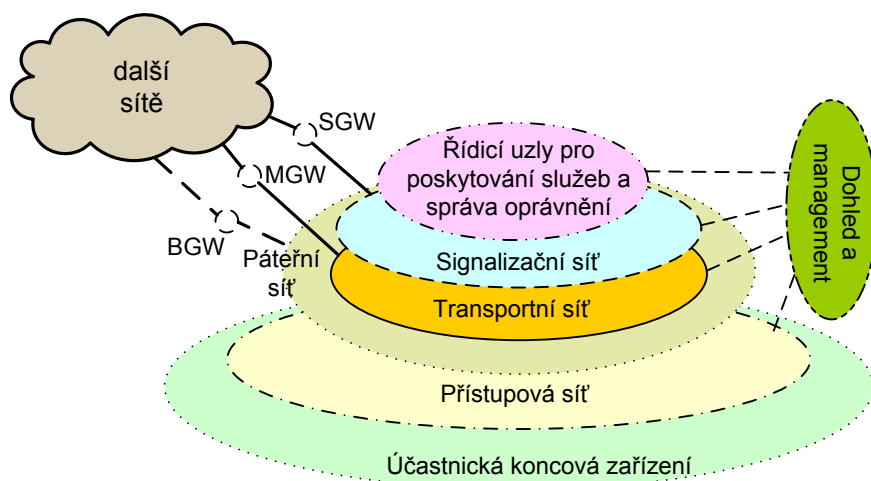 další
sítě
SGW
MGW
BGW
Řídicí uzly pro
poskytování služeb a
správa oprávnění
Páteřní
síť
Signalizační síť
Transportní síť
Přístupová síť
Účastnická koncová zařízení
Dohled a
management